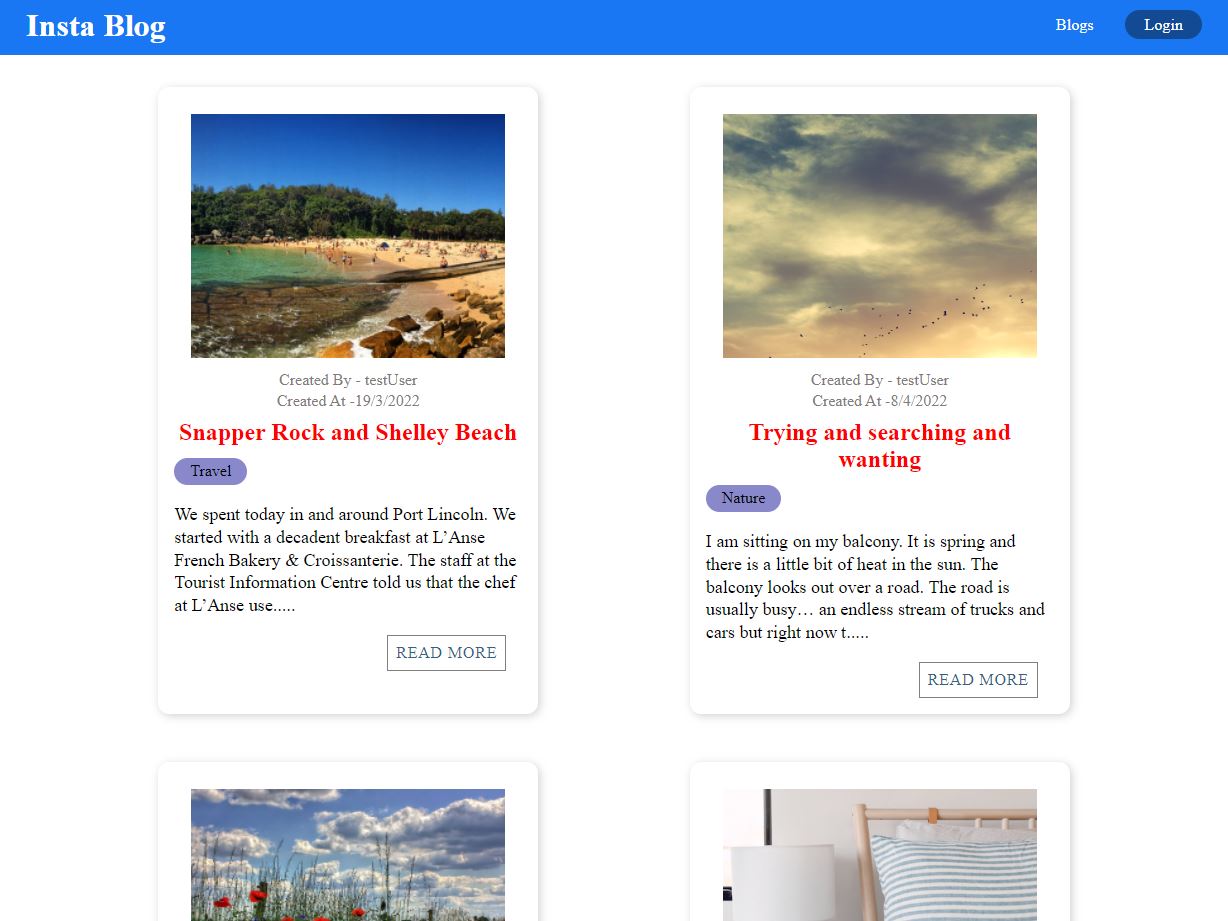 Insta Blog
Blogs
Login
Created By - testUser
Created At -19/3/2022
Snapper Rock and Shelley Beach
Travel
We spent today in and around Port Lincoln. We
started with a decadent breakfast at L’Anse
French Bakery & Croissanterie. The staff at the
Tourist Information Centre told us that the chef
at L’Anse use.....
READ MORE
Created By - testUser
Created At -8/4/2022
Trying and searching and
wanting
Nature
I am sitting on my balcony. It is spring and
there is a little bit of heat in the sun. The
balcony looks out over a road. The road is
usually busy… an endless stream of trucks and
cars but right now t.....
READ MORE